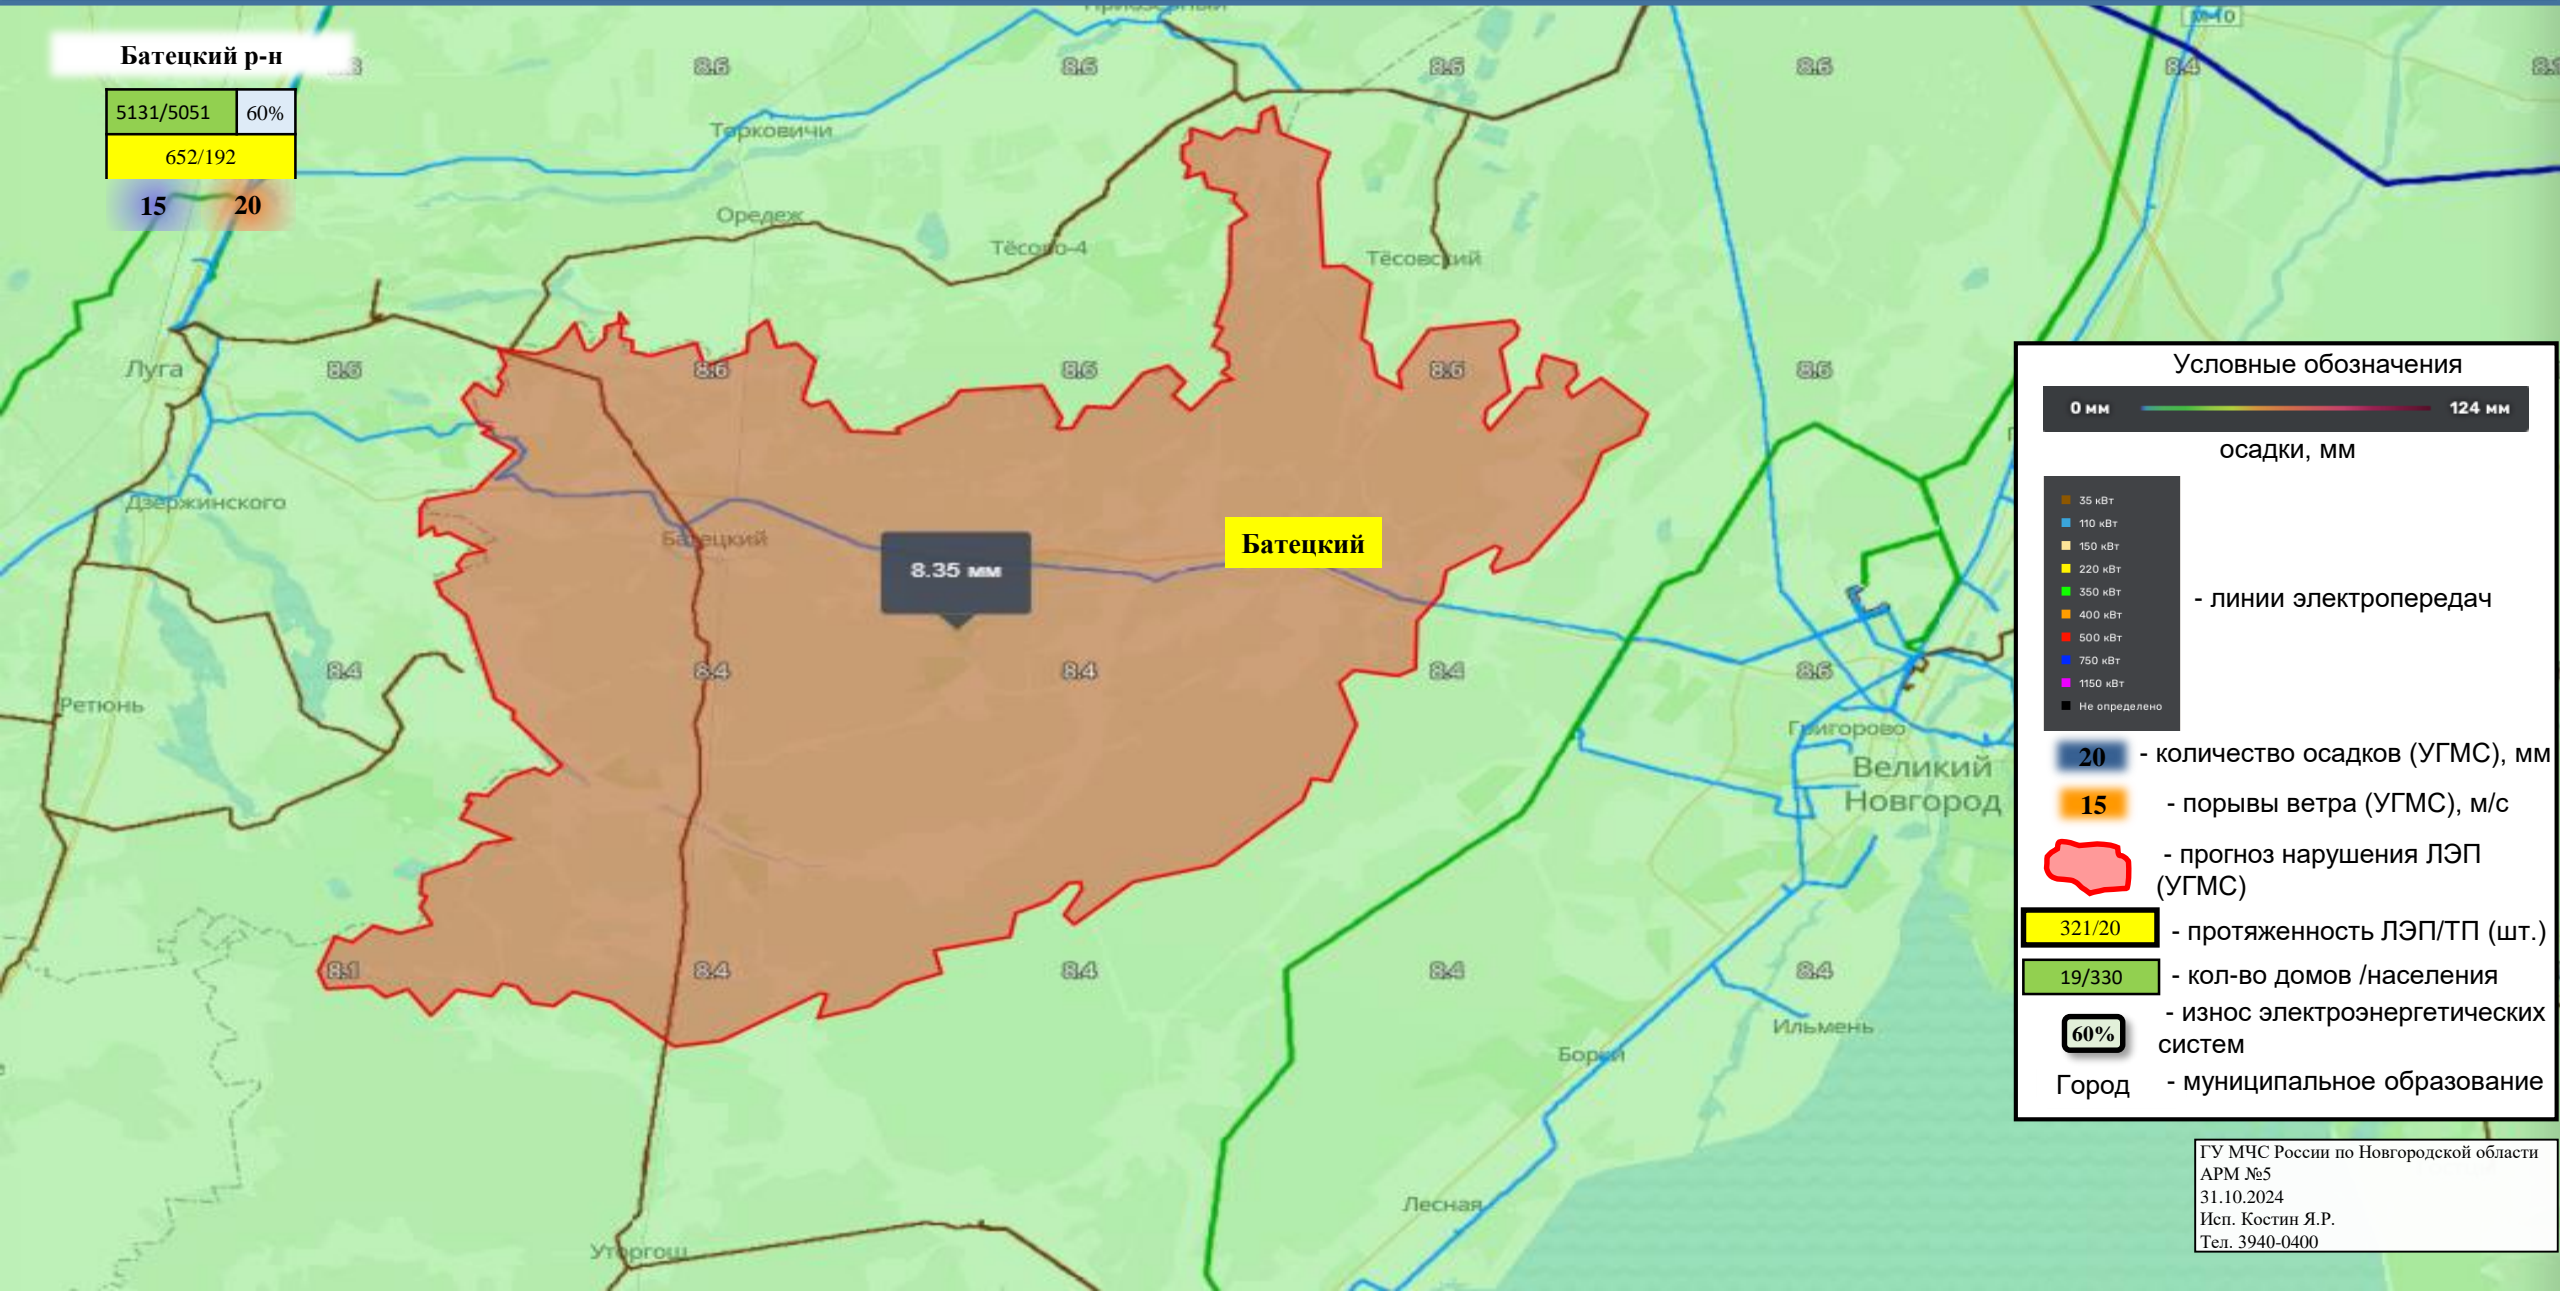 Батецкий р-н
5131/5051 60%
652/192
15 20
М-10
8.6 8.6 8.6 8.6 8.4
Торковичи
Оредеж
Тёсово-4
Тёсовский
Луга
8.6 8.6 8.6 8.6 8.6
Дзержинского
Батецкий
Батецкий
8.35 мм
8.4 8.4 8.4 8.4 8.6
Ретюнь
Григорово
Великий
Новгород
8.1 8.4 8.4 8.4 8.4
Ильмень
Борки
Лесная
Уторгош
Условные обозначения
0 мм 124 мм
осадки, мм
35 кВт
110 кВт
150 кВт
220 кВт
350 кВт
400 кВт
500 кВт
750 кВт
1150 кВт
Не определено
- линии электропередач
20 - количество осадков (УГМС), мм
15 - порывы ветра (УГМС), м/с
- прогноз нарушения ЛЭП
(УГМС)
321/20 - протяженность ЛЭП/ТП (шт.)
19/330 - кол-во домов /населения
- износ электроэнергетических
60% систем
Город - муниципальное образование
ГУ МЧС России по Новгородской области
АРМ №5
31.10.2024
Исп. Костин Я.Р.
Тел. 3940-0400